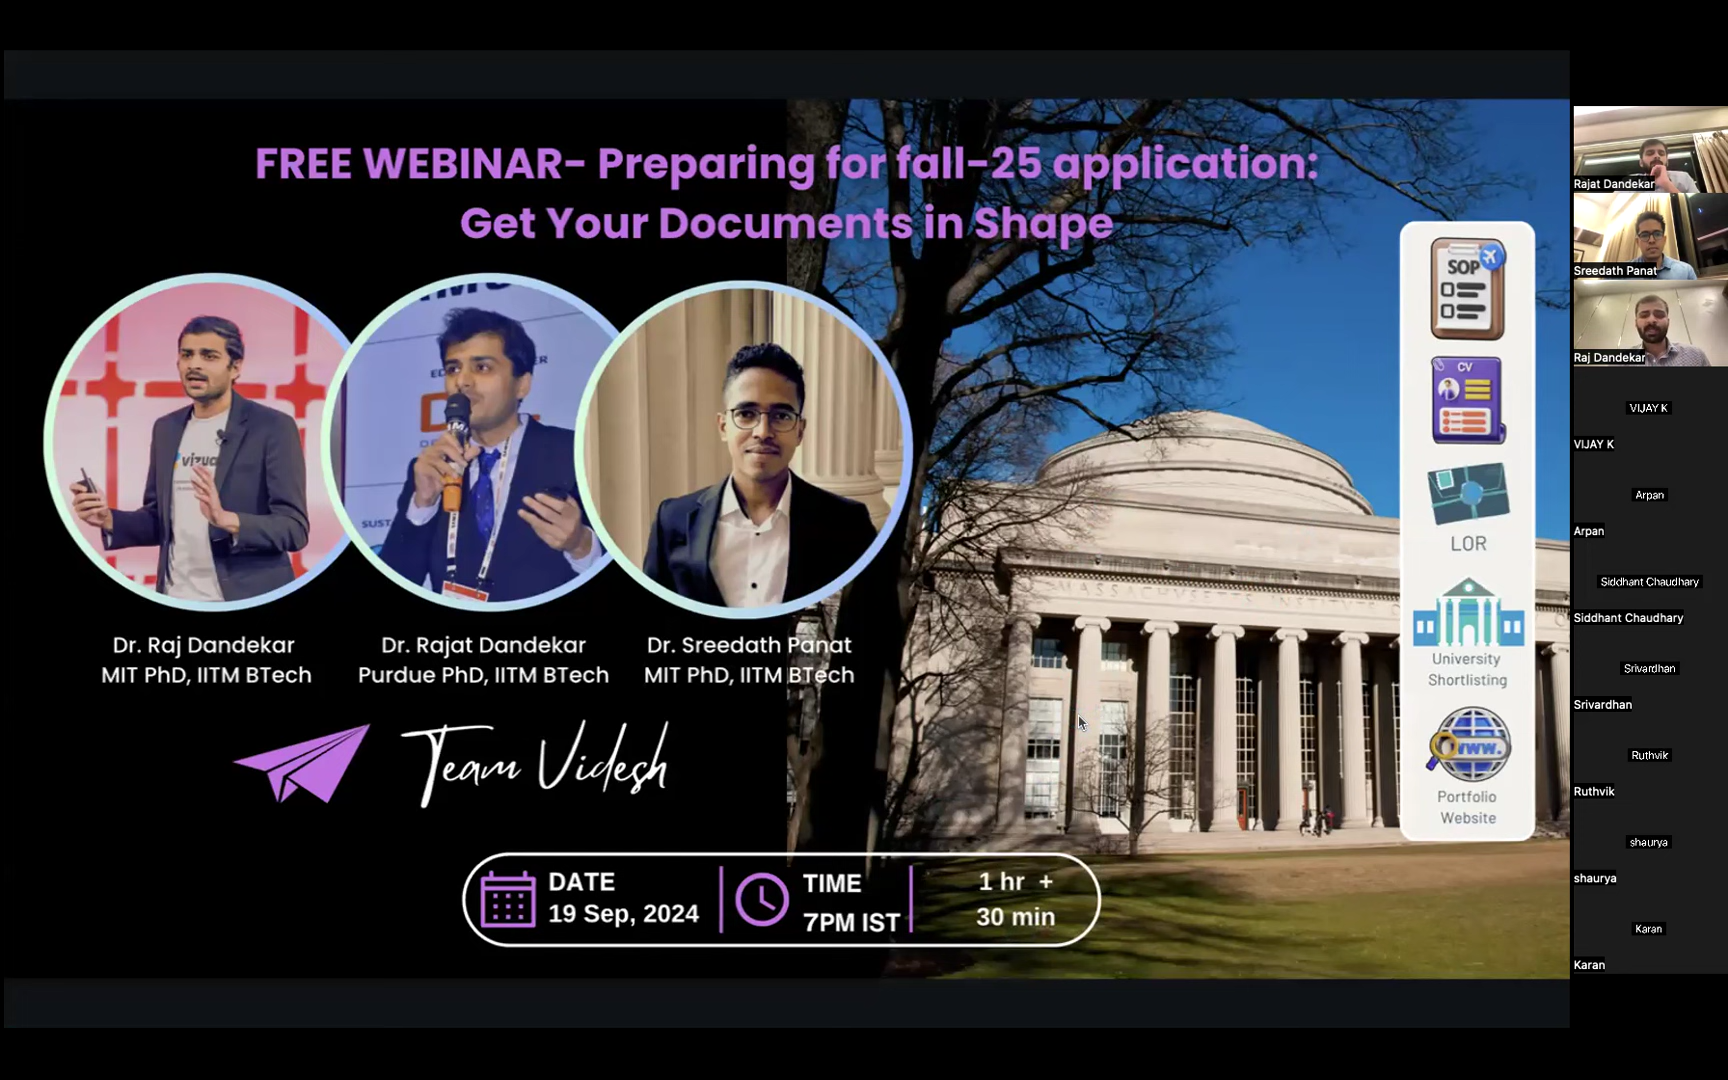 FREE WEBINAR- Preparing for fall-25 application:
Get Your Documents in Shape
Dr. Raj Dandekar
MIT PhD, IITM BTech
Dr. Rajat Dandekar
Purdue PhD, IITM BTech
Dr. Sreedath Panat
MIT PhD, IITM BTech
Team Videsh
DATE
19 Sep, 2024
TIME
7PM IST
1 hr +
30 min
SOP
CV
LOR
University
Shortlisting
www.
Portfolio
Website
Rajat Dandekar
Sreedath Panat
Raj Dandekar
VIJAY K
VIJAY K
Arpan
Arpan
Siddhant Chaudhary
Siddhant Chaudhary
Srivardhan
Srivardhan
Ruthvik
Ruthvik
shaurya
shaurya
Karan
Karan